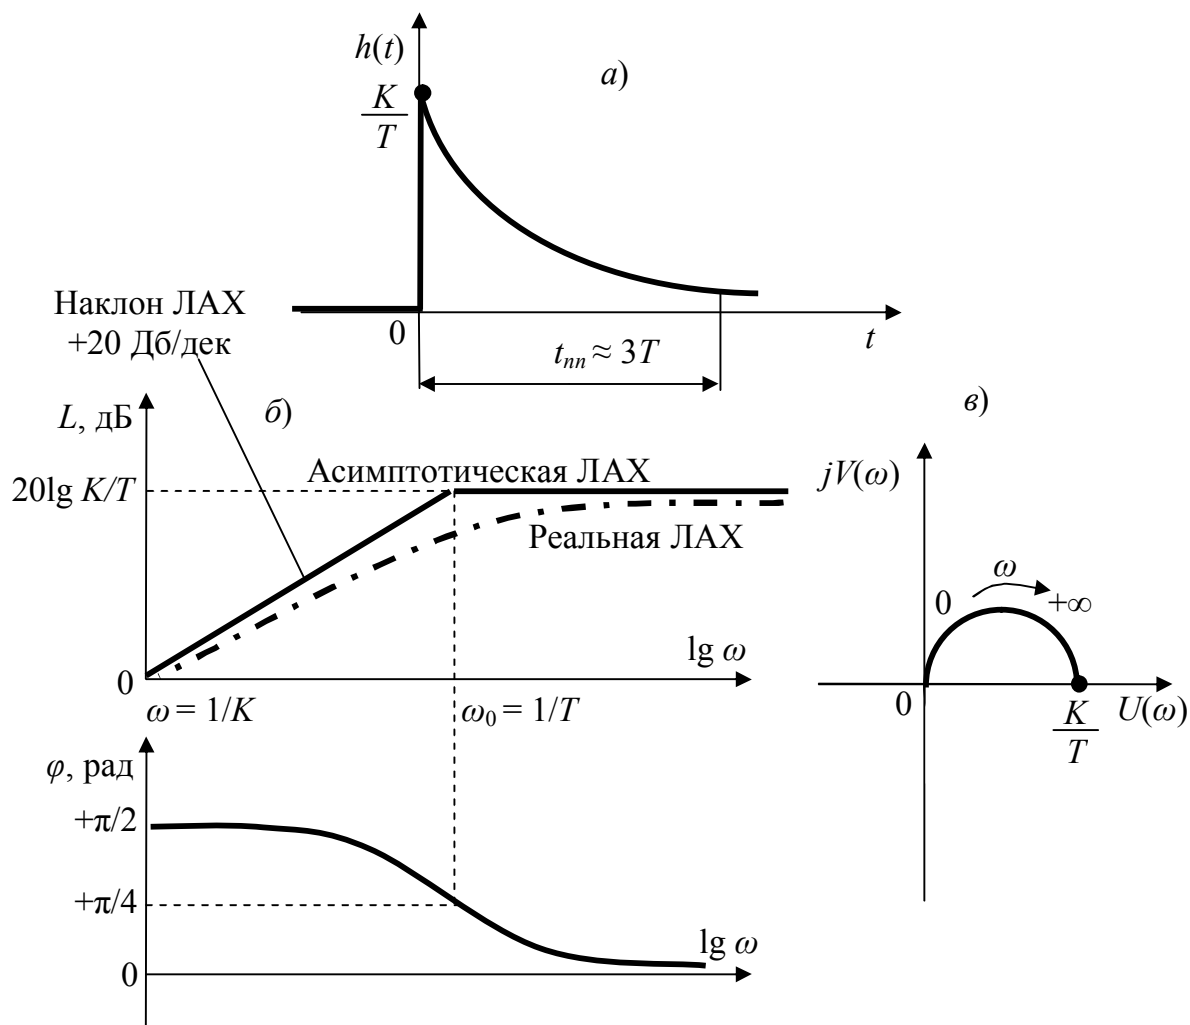 h(t)
а)
K
T
Наклон ЛАХ
+20 Дб/дек
0
t
tпп ≈ 3T
L, дБ
б)
в)
Асимптотическая ЛАХ
20lg K/T
jV(ω)
Реальная ЛАХ
ω
0
+∞
lg ω
0
ω = 1/K
ω0 = 1/T
0
K
T
U(ω)
φ, рад
+π/2
+π/4
lg ω
0